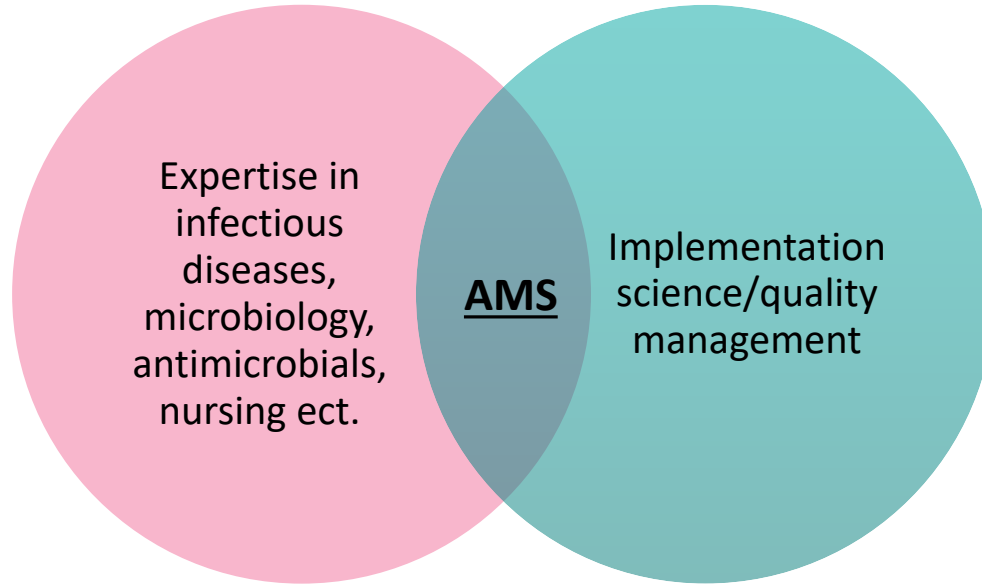 Expertise in
infectious
diseases,
microbiology,
antimicrobials,
nursing ect.
AMS
Implementation
science/quality
management